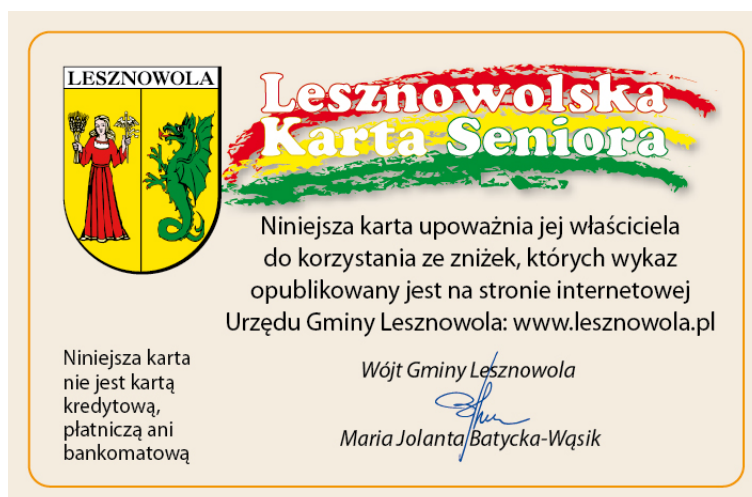 LESZNOWOLA
Lesznowolska
Karta Seniora
Niniejsza karta upoważnia jej właściciela
do korzystania ze zniżek, których wykaz
opublikowany jest na stronie internetowej
Urzędu Gminy Lesznowola: www.lesznowola.pl
Niniejsza karta
nie jest kartą
kredytową,
płatniczą ani
bankomatową
Wójt Gminy Lesznowola
Maria Jolanta Batycka-Wąsik